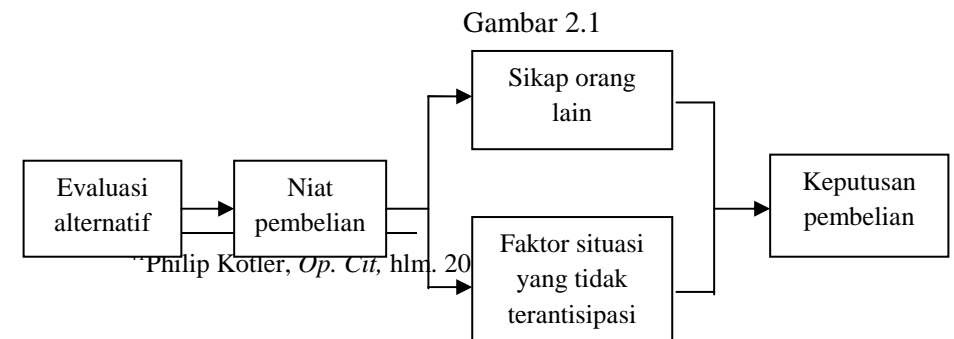 Gambar 2.1
Evaluasi
alternatif
Niat
pembelian
Sikap orang
lain
Faktor situasi
yang tidak
terantisipasi
Keputusan
pembelian
Philip Kotler, Op. Cit, hlm. 20